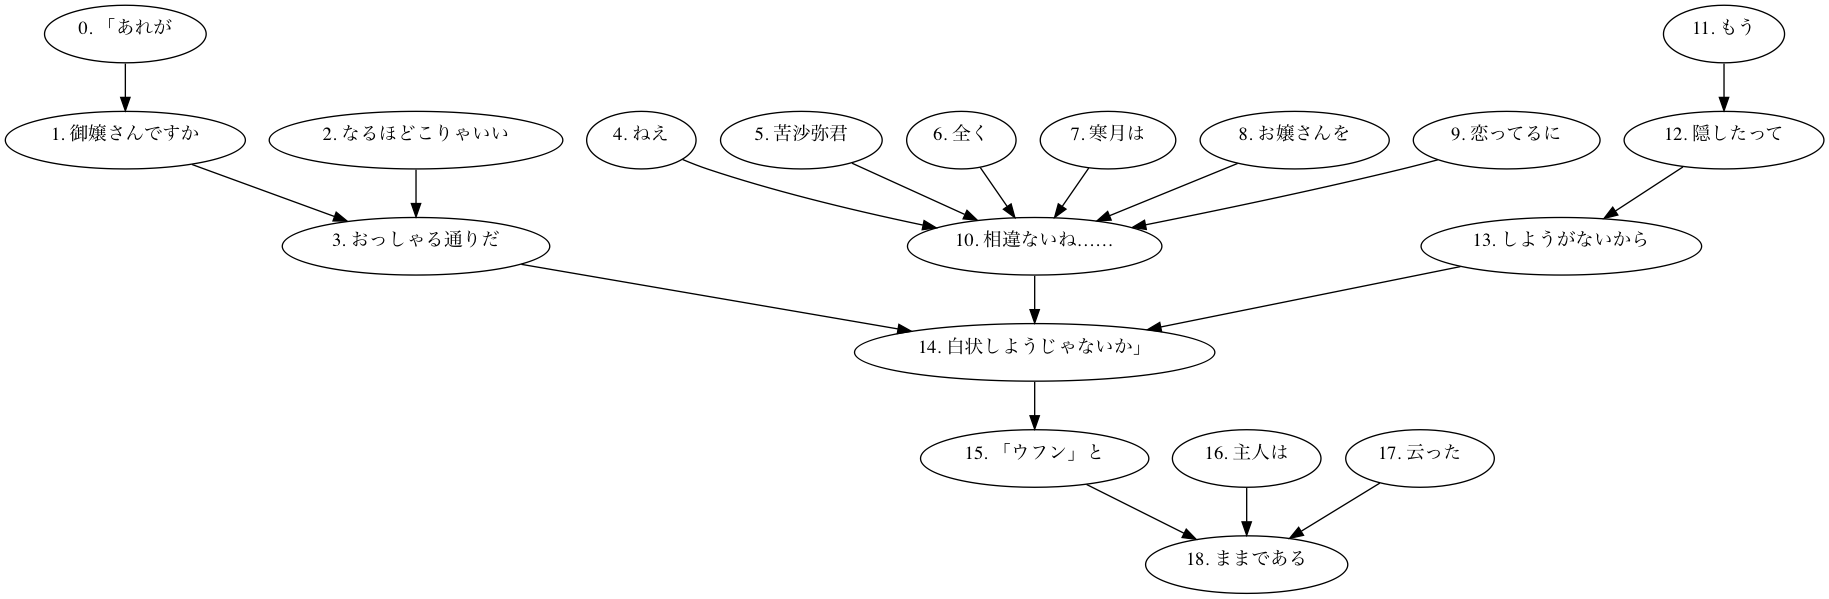 0. 「あれが
11. もう
1. 御嬢さんですか
2. なるほどこりゃいい
4. ねえ
5. 苦沙弥君
6. 全く
7. 寒月は
8. お嬢さんを
9. 恋ってるに
12. 隠したって
3. おっしゃる通りだ
10. 相違ないね……
13. しようがないから
14. 白状しようじゃないか」
15. 「ウフン」と
16. 主人は
17. 云った
18. ままである